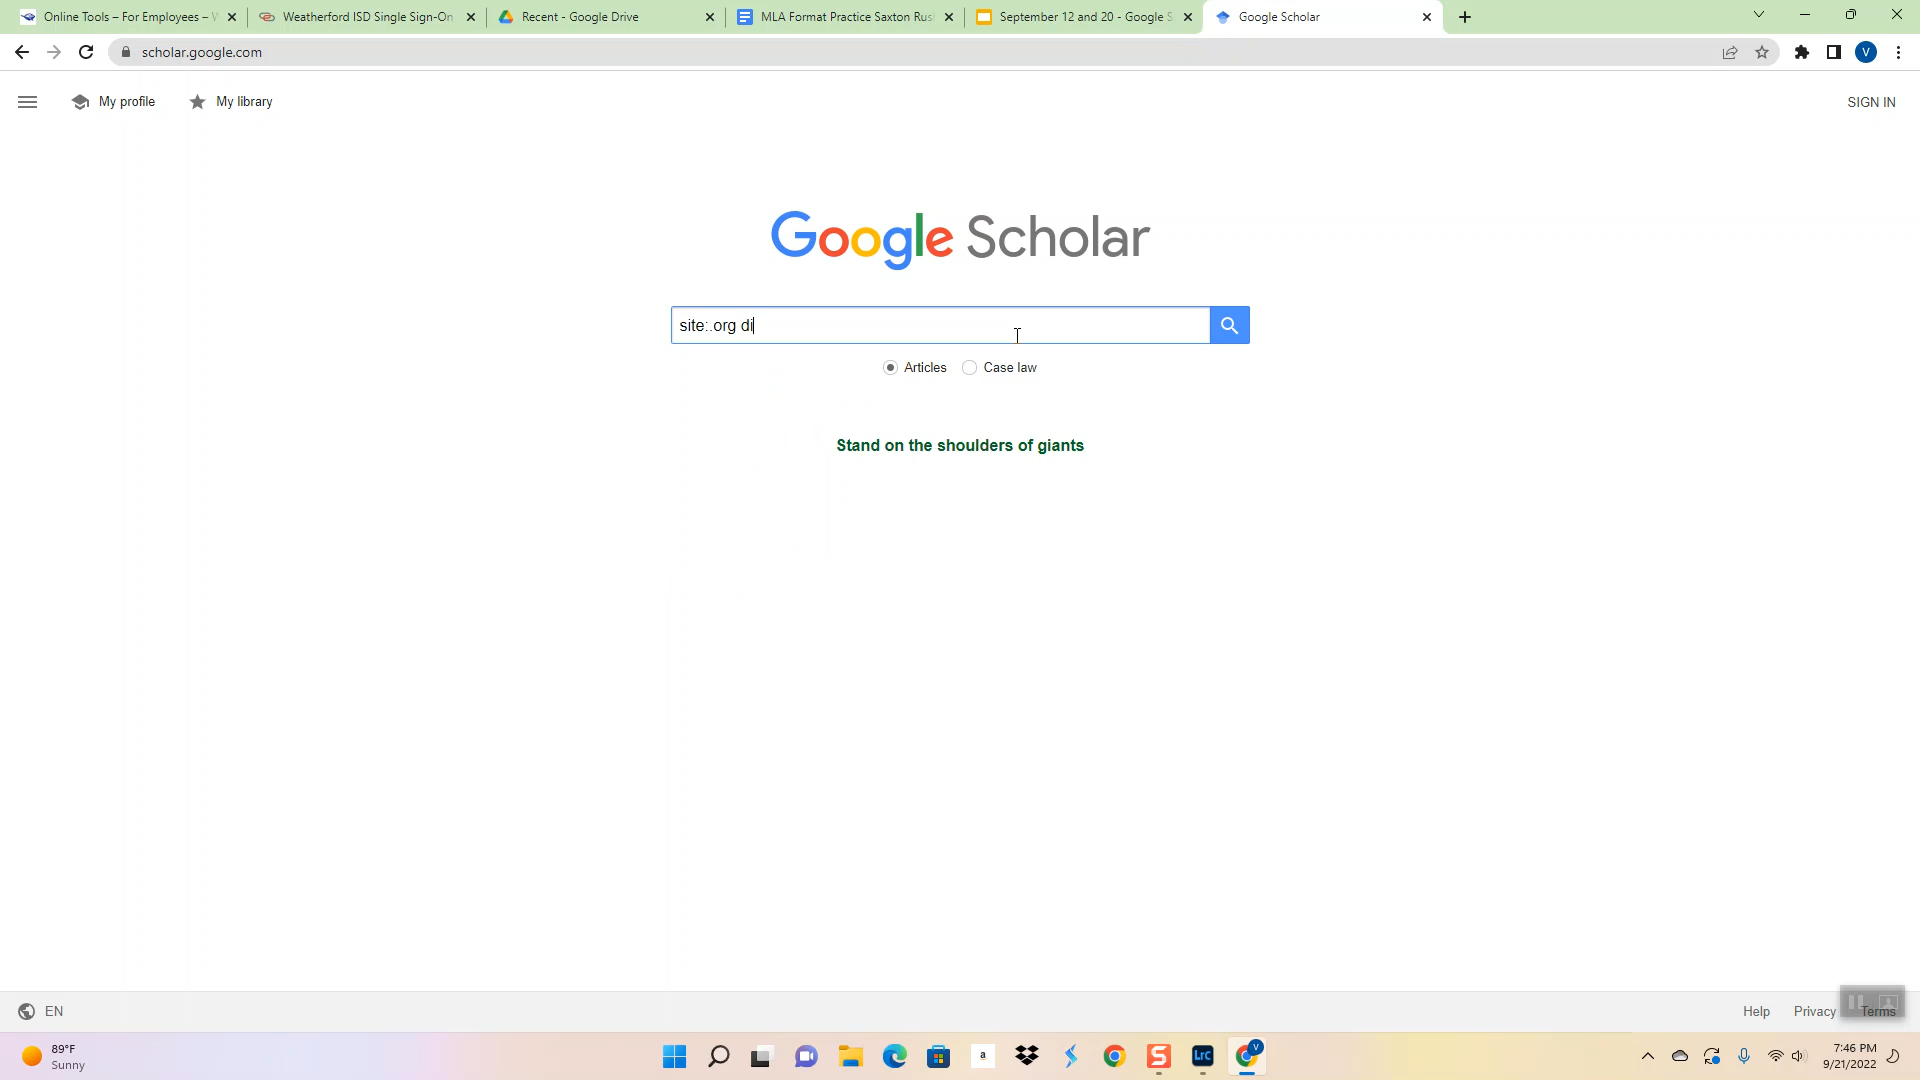 Online Tools – For Employees –
Weatherford ISD Single Sign-On
Recent - Google Drive
MLA Format Practice Saxton Rus
September 12 and 20 - Google S
Google Scholar
scholar.google.com
V
My profile
My library
SIGN IN
Google Scholar
site:.org di
Articles
Case law
Stand on the shoulders of giants
EN
Help
Privacy
Terms
89°F
Sunny
a
S
Lrc
V
7:46 PM
9/21/2022